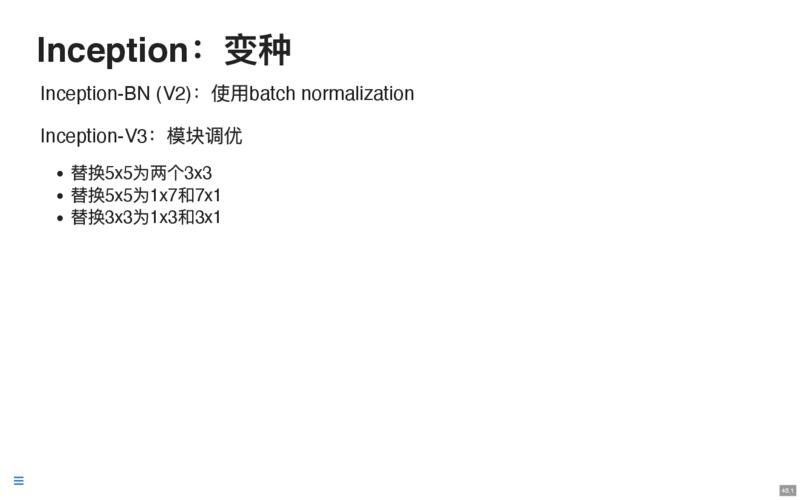 Inception：变种
Inception-BN (V2)：使用batch normalization
Inception-V3：模块调优
• 替换5x5为两个3x3
• 替换5x5为1x7和7x1
• 替换3x3为1x3和3x1
45.1